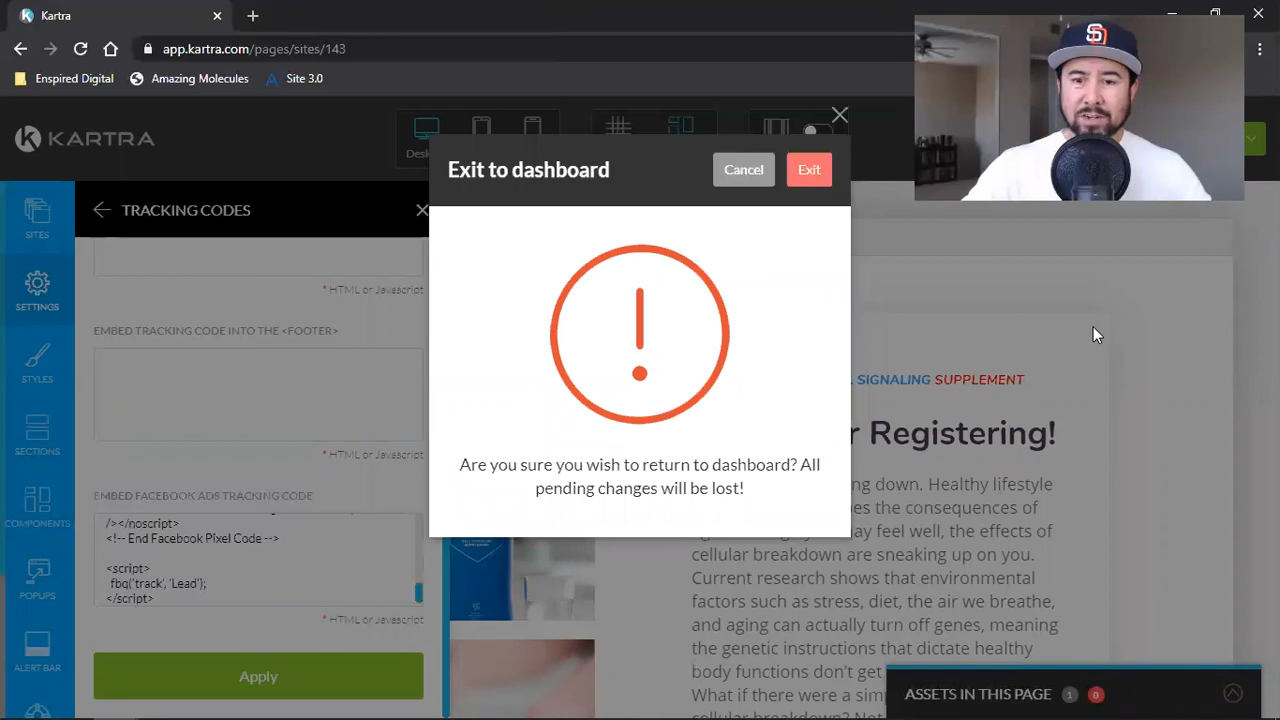 Kartra
app.kartra.com/pages/sites/143
Enspired Digital
Amazing Molecules
Site 3.0
KARTRA
Desk
Exit to dashboard
Cancel
Exit
TRACKING CODES
SITES
SETTINGS
STYLES
SECTIONS
COMPONENTS
POPUPS
ALERT BAR
* HTML or Javascript
EMBED TRACKING CODE INTO THE <FOOTER>
* HTML or Javascript
EMBED FACEBOOK ADS TRACKING CODE
/></noscript>
<!-- End Facebook Pixel Code -->
<script>
fbq('track', 'Lead');
</script>
* HTML or Javascript
Apply
Are you sure you wish to return to dashboard? All
pending changes will be lost!
SIGNALING SUPPLEMENT
r Registering!
ng down. Healthy lifestyle
es the consequences of
ay feel well, the effects of
cellular breakdown are sneaking up on you.
Current research shows that environmental
factors such as stress, diet, the air we breathe,
and aging can actually turn off genes, meaning
the genetic instructions that dictate healthy
body functions don't get
What if there were a sim
ASSETS IN THIS PAGE 1 0
SD